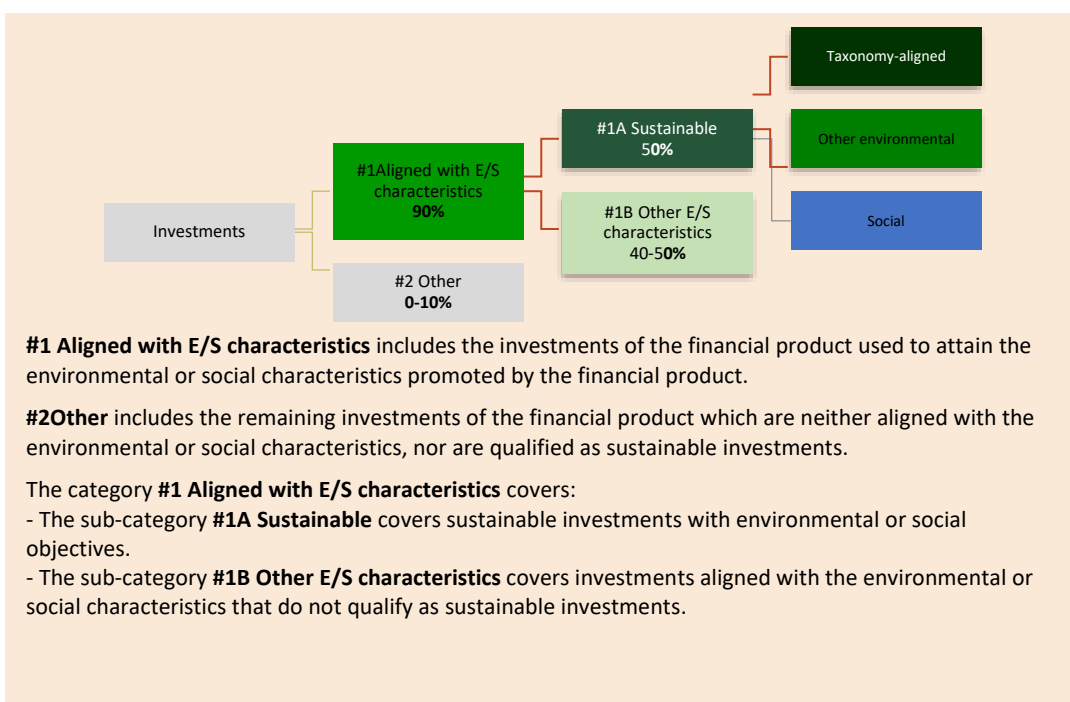 Taxonomy-aligned
#1A Sustainable
50%
Other environmental
#1Aligned with E/S
characteristics
90%
#1B Other E/S
characteristics
40-50%
Social
Investments
#2 Other
0-10%
#1 Aligned with E/S characteristics includes the investments of the financial product used to attain the
environmental or social characteristics promoted by the financial product.
#2Other includes the remaining investments of the financial product which are neither aligned with the
environmental or social characteristics, nor are qualified as sustainable investments.
The category #1 Aligned with E/S characteristics covers:
- The sub-category #1A Sustainable covers sustainable investments with environmental or social
objectives.
- The sub-category #1B Other E/S characteristics covers investments aligned with the environmental or
social characteristics that do not qualify as sustainable investments.